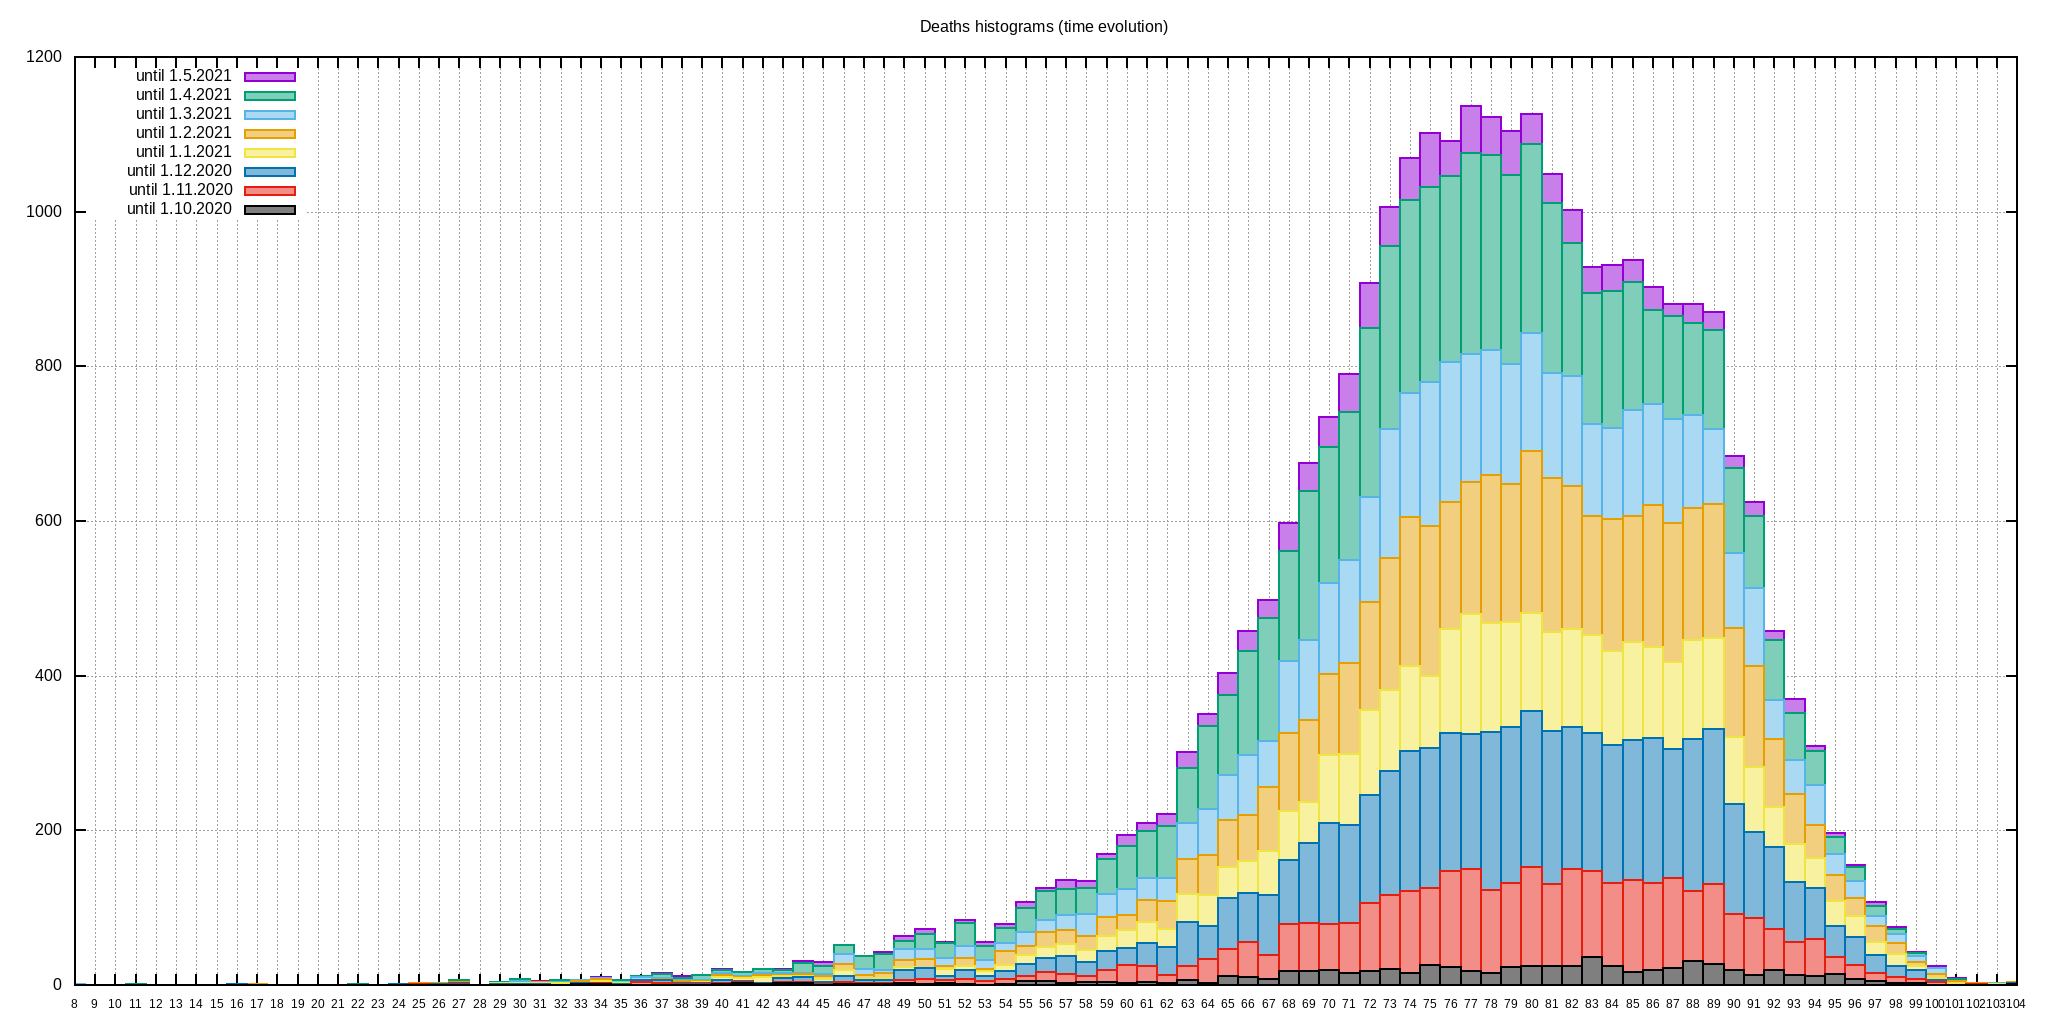 Deaths histograms (time evolution)
1200
until 1.5.2021
until 1.4.2021
until 1.3.2021
until 1.2.2021
until 1.1.2021
until 1.12.2020
until 1.11.2020
until 1.10.2020
1000
800
600
400
200
0
8 9 10 11 12 13 14 15 16 17 18 19 20 21 22 23 24 25 26 27 28 29 30 31 32 33 34 35 36 37 38 39 40 41 42 43 44 45 46 47 48 49 50 51 52 53 54 55 56 57 58 59 60 61 62 63 64 65 66 67 68 69 70 71 72 73 74 75 76 77 78 79 80 81 82 83 84 85 86 87 88 89 90 91 92 93 94 95 96 97 98 99 100 101 102 103 104